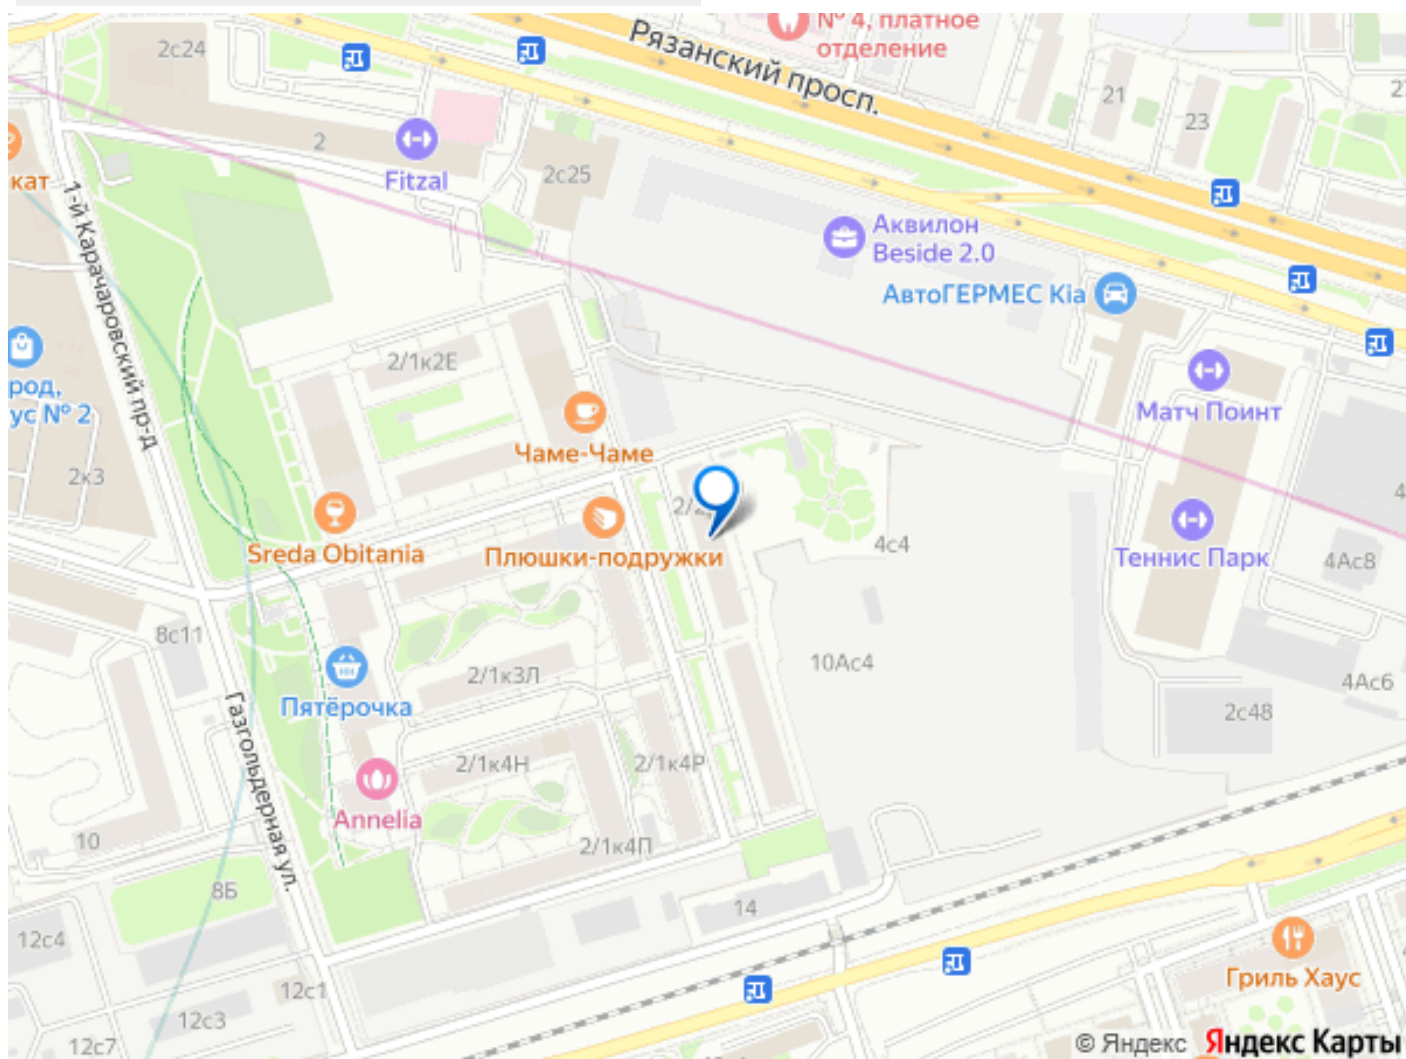 № 4, платное
отделение
2с24
Рязанский просп.
21
23
2
Fitzal
2с25
кат
1-й Карачаровский пр-д
Аквилон
Beside 2.0
АвтоГЕРМЕС Kia
2/1к2Е
род,
ус № 2
Матч Поинт
Чаме-Чаме
2к3
Sreda Obitania
Плюшки-подружки
4с4
Теннис Парк
4Ас8
8с11
2/1к3Л
10Ас4
4Ас6
Пятёрочка
2с48
Газгольдерная ул.
2/1к4Н
2/1к4Р
Annelia
10
2/1к4П
8Б
14
12с4
Гриль Хаус
12с1
12с3
12с7
© Яндекс Яндекс Карты